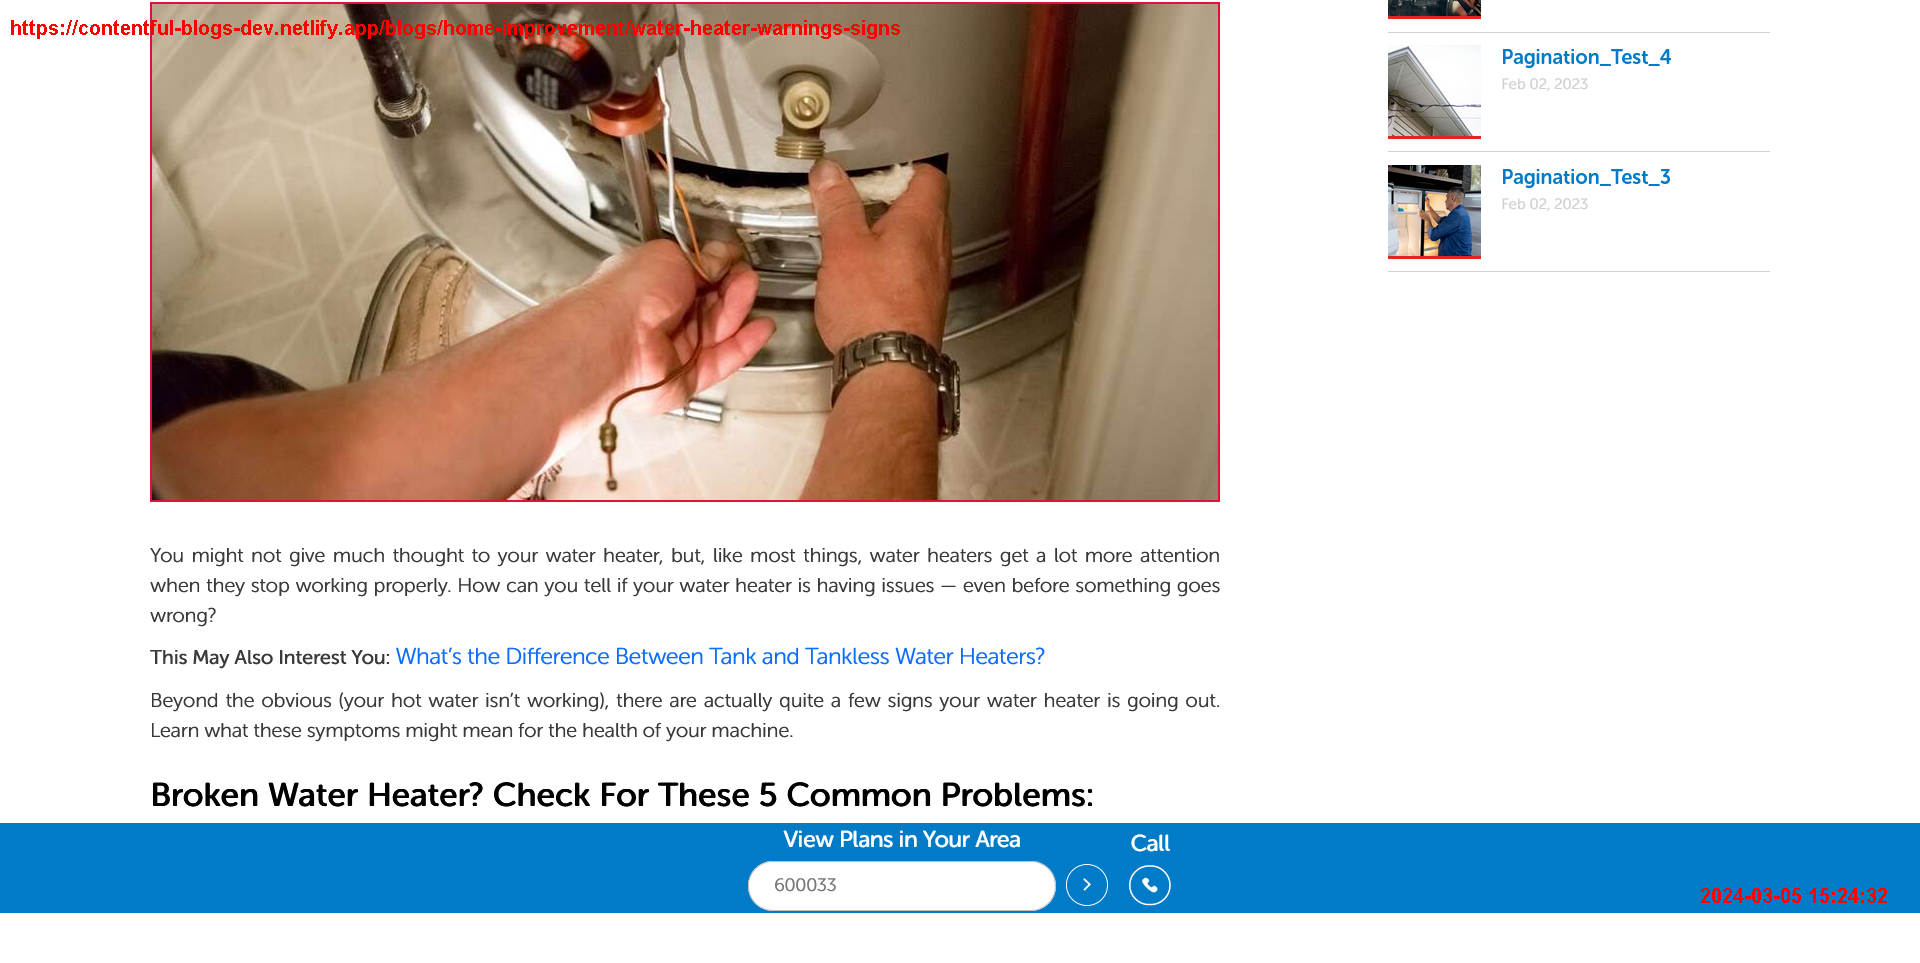 https://contentful-blogs-dev.netlify.app/blogs/home-improvement/water-heater-warnings-signs
Pagination_Test_4
Feb 02, 2023
Pagination_Test_3
Feb 02, 2023
You might not give much thought to your water heater, but, like most things, water heaters get a lot more attention
when they stop working properly. How can you tell if your water heater is having issues — even before something goes
wrong?
This May Also Interest You: What’s the Difference Between Tank and Tankless Water Heaters?
Beyond the obvious (your hot water isn’t working), there are actually quite a few signs your water heater is going out.
Learn what these symptoms might mean for the health of your machine.
Broken Water Heater? Check For These 5 Common Problems:
View Plans in Your Area
Call
600033
2024-03-05 15:24:32